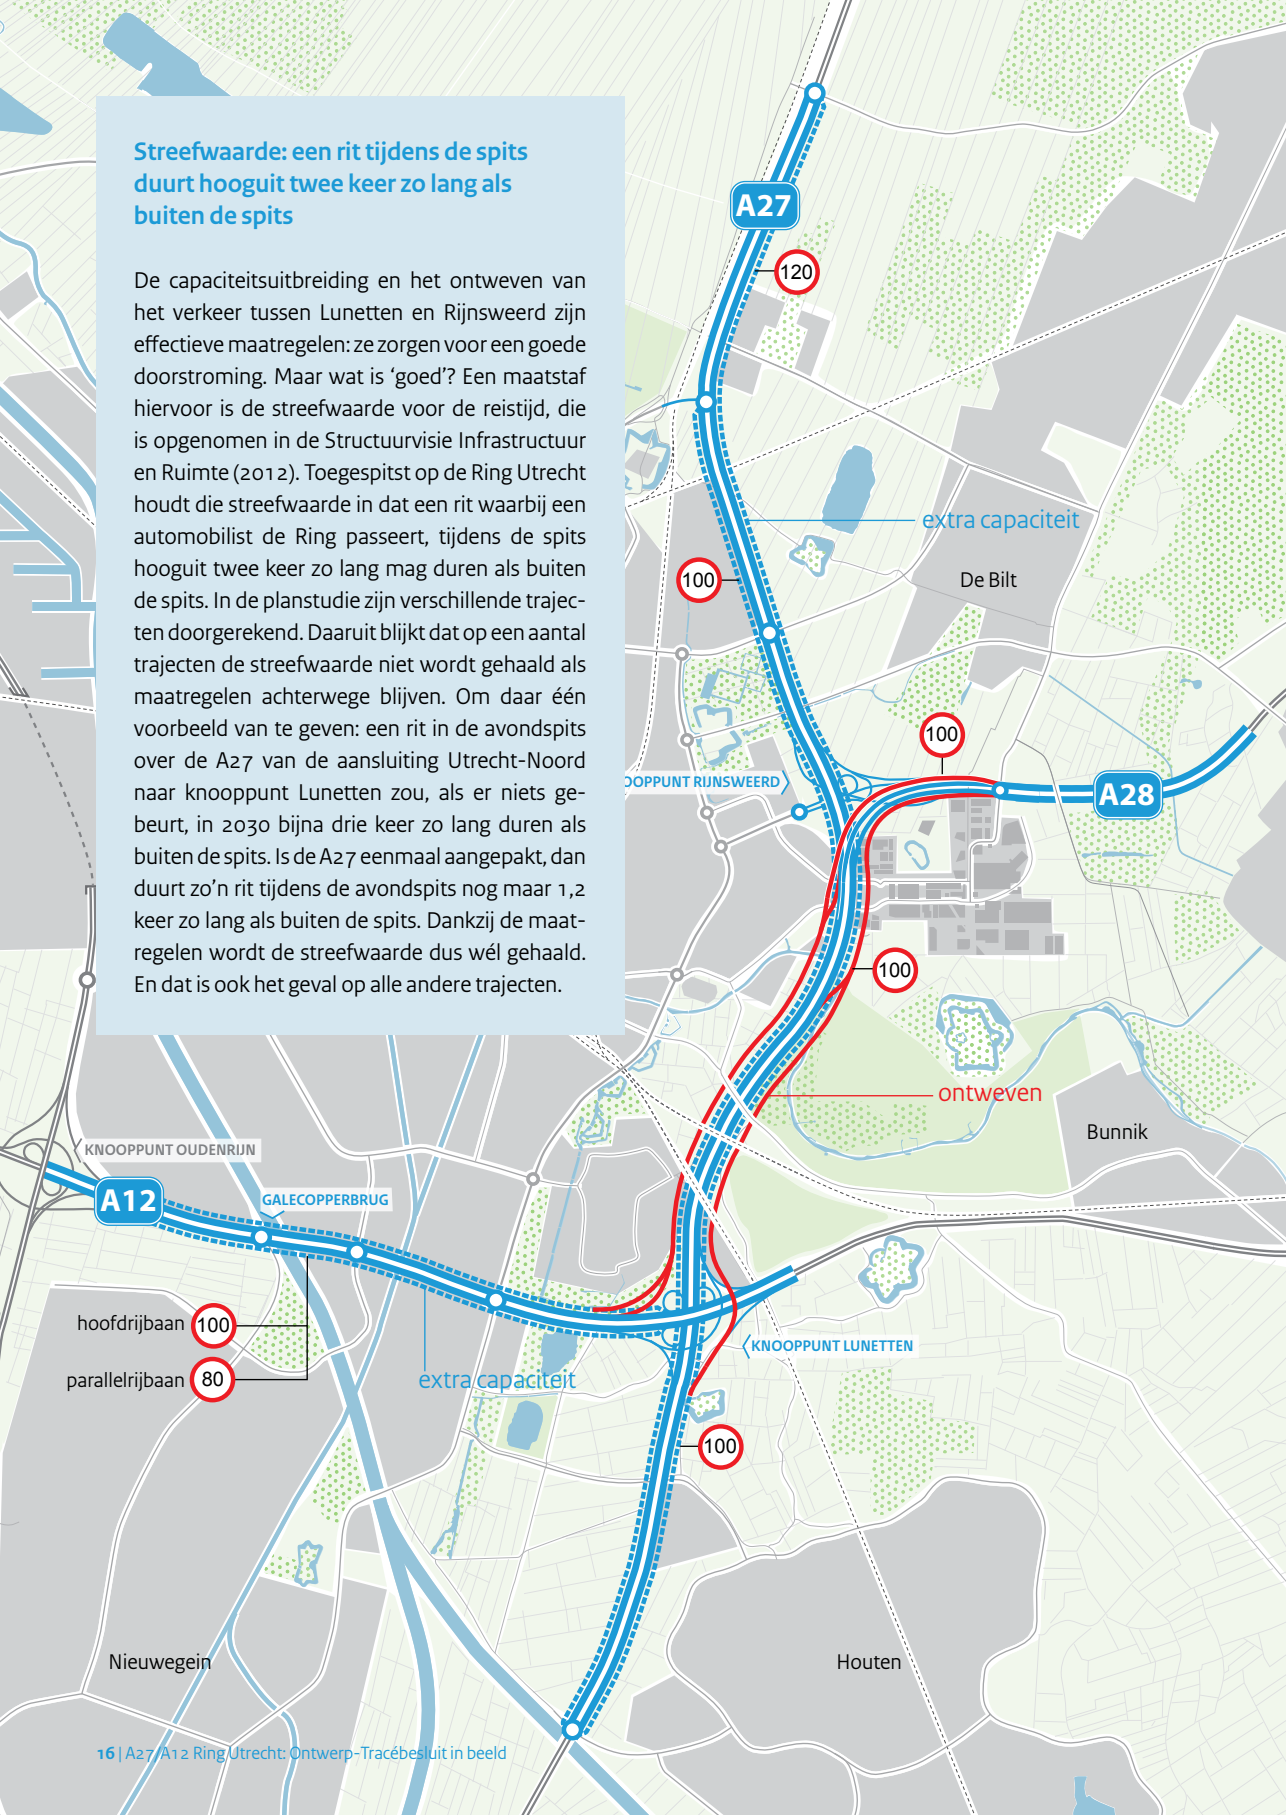 Streefwaarde: een rit tijdens de spits
duurt hooguit twee keer zo lang als
buiten de spits
De capaciteitsuitbreiding en het ontweven van
het verkeer tussen Lunetten en Rijnsweerd zijn
effectieve maatregelen: ze zorgen voor een goede
doorstroming. Maar wat is ‘goed’? Een maatstaf
hiervoor is de streefwaarde voor de reistijd, die
is opgenomen in de Structuurvisie Infrastructuur
en Ruimte (2012). Toegespitst op de Ring Utrecht
houdt die streefwaarde in dat een rit waarbij een
automobilist de Ring passeert, tijdens de spits
hooguit twee keer zo lang mag duren als buiten
de spits. In de planstudie zijn verschillende trajec-
ten doorgerekend. Daaruit blijkt dat op een aantal
trajecten de streefwaarde niet wordt gehaald als
maatregelen achterwege blijven. Om daar één
voorbeeld van te geven: een rit in de avondspits
over de A27 van de aansluiting Utrecht-Noord
naar knooppunt Lunetten zou, als er niets ge-
beurt, in 2030 bijna drie keer zo lang duren als
buiten de spits. Is de A27 eenmaal aangepakt, dan
duurt zo’n rit tijdens de avondspits nog maar 1,2
keer zo lang als buiten de spits. Dankzij de maat-
regelen wordt de streefwaarde dus wél gehaald.
En dat is ook het geval op alle andere trajecten.
A27
120
extra capaciteit
100
De Bilt
100
OOPPUNT RIJNSWEERD
A28
100
ontweven
Bunnik
KNOOPPUNT OUDENRIJN
A12
GALECOPPERBRUG
hoofdrijbaan 100
KNOOPPUNT LUNETTEN
parallelrijbaan 80
extra capaciteit
100
Nieuwegein
Houten
16 | A27/A12 Ring Utrecht: Ontwerp-Tracébesluit in beeld